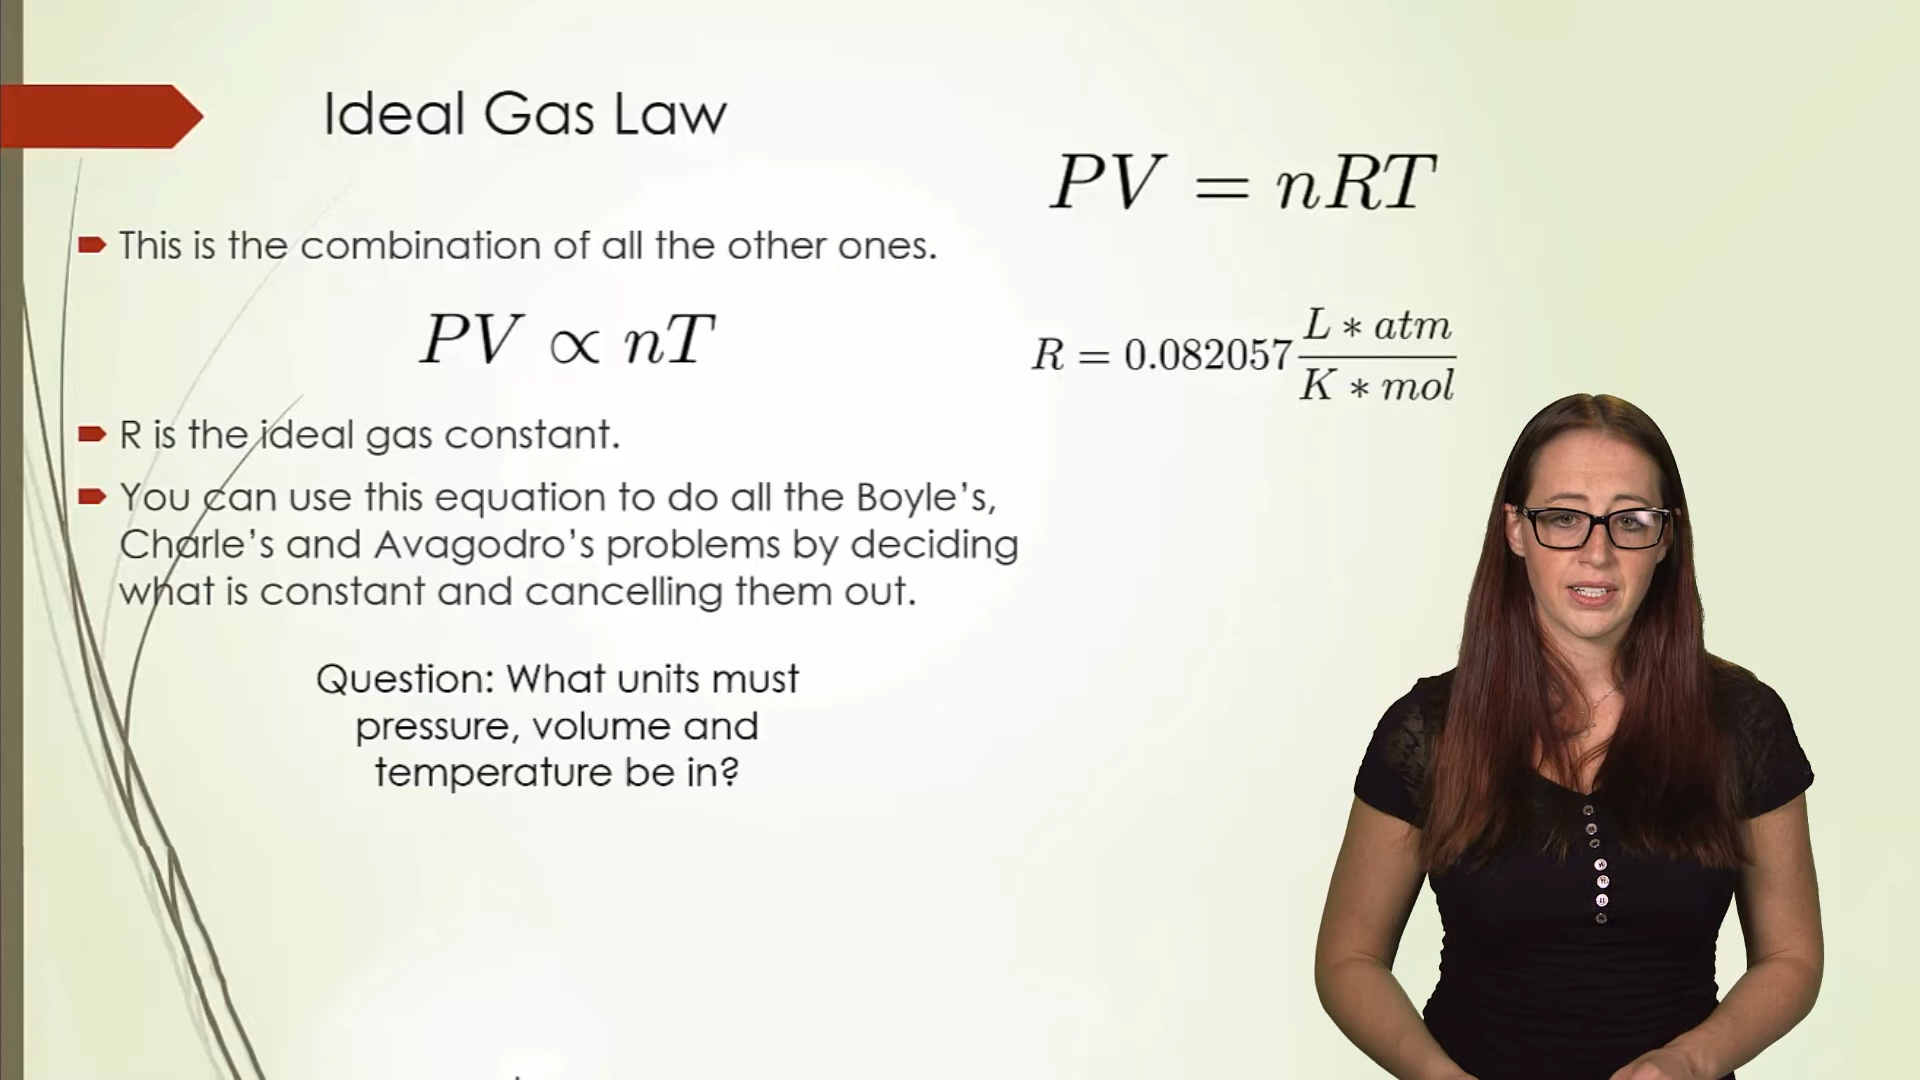 Ideal Gas Law
PV = nRT
This is the combination of all the other ones.
PV ∝ nT
R = 0.082057 \frac{L * atm}{K * mol}
R is the ideal gas constant.
You can use this equation to do all the Boyle's,
Charle's and Avagodro's problems by deciding
what is constant and cancelling them out.
Question: What units must
pressure, volume and
temperature be in?